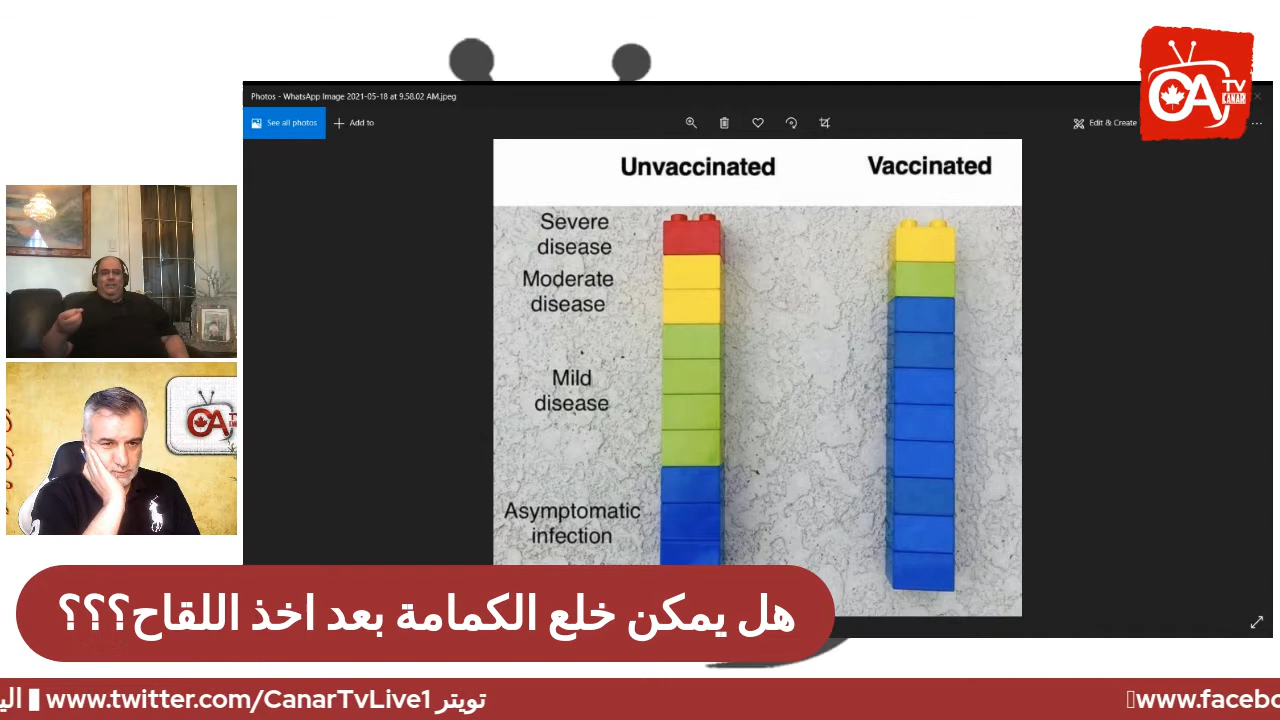 Photos - WhatsApp Image 2021-05-18 at 9.58.02 AM.jpeg
See all photos
Add to
Edit & Create
CA TV
CANAR
Unvaccinated
Vaccinated
Severe
disease
Moderate
disease
Mild
disease
Asymptomatic
infection
هل يمكن خلع الكمامة بعد اخذ اللقاح؟؟؟
تويتر www.twitter.com/CanarTvLive1
www.facebo